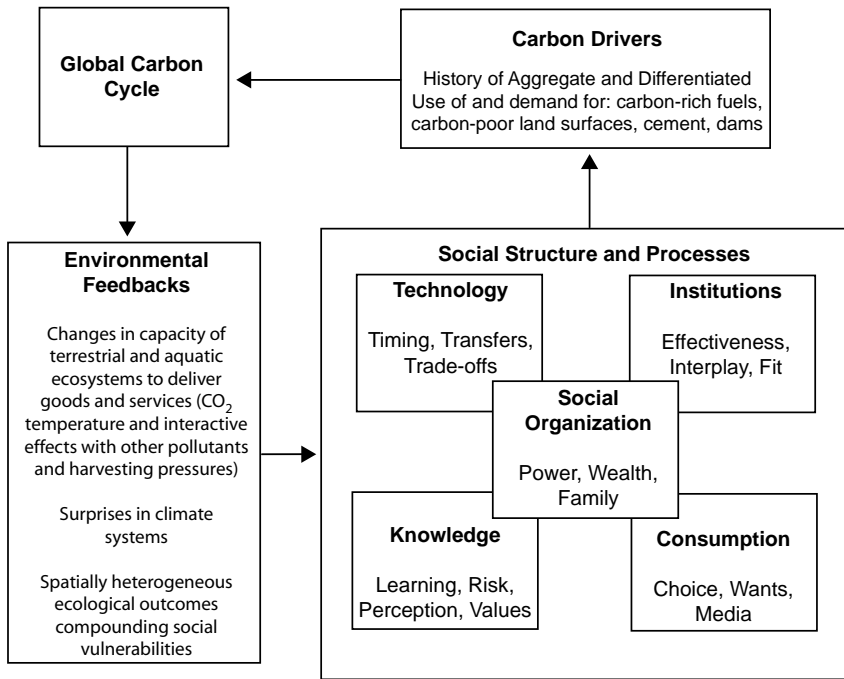 Global Carbon
Cycle
Carbon Drivers
History of Aggregate and Differentiated
Use of and demand for: carbon-rich fuels,
carbon-poor land surfaces, cement, dams
Environmental
Feedbacks
Changes in capacity of
terrestrial and aquatic
ecosystems to deliver
goods and services (CO₂
temperature and interactive
effects with other pollutants
and harvesting pressures)
Surprises in climate
systems
Spatially heterogeneous
ecological outcomes
compounding social
vulnerabilities
Social Structure and Processes
Technology
Timing, Transfers,
Trade-offs
Institutions
Effectiveness,
Interplay, Fit
Social
Organization
Power, Wealth,
Family
Knowledge
Learning, Risk,
Perception, Values
Consumption
Choice, Wants,
Media